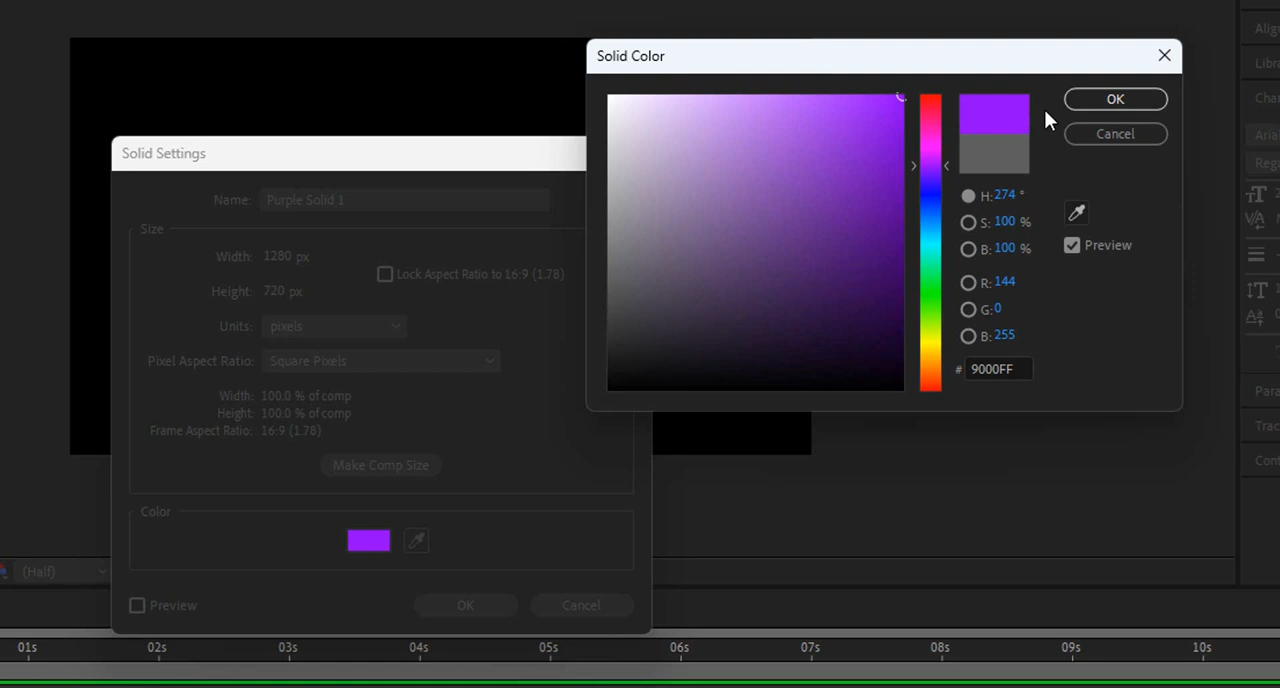 Solid Color
OK
Cancel
H: 274 °
S: 100 %
B: 100 %
Preview
R: 144
G: 0
B: 255
# 9000FF
Solid Settings
Name: Purple Solid 1
Size
Width: 1280 px
Lock Aspect Ratio to 16:9 (1.78)
Height: 720 px
Units: pixels
Pixel Aspect Ratio: Square Pixels
Width: 100.0 % of comp
Height: 100.0 % of comp
Frame Aspect Ratio: 16:9 (1.78)
Make Comp Size
Color
Preview
OK
Cancel
(Half)
01s 02s 03s 04s 05s 06s 07s 08s 09s 10s